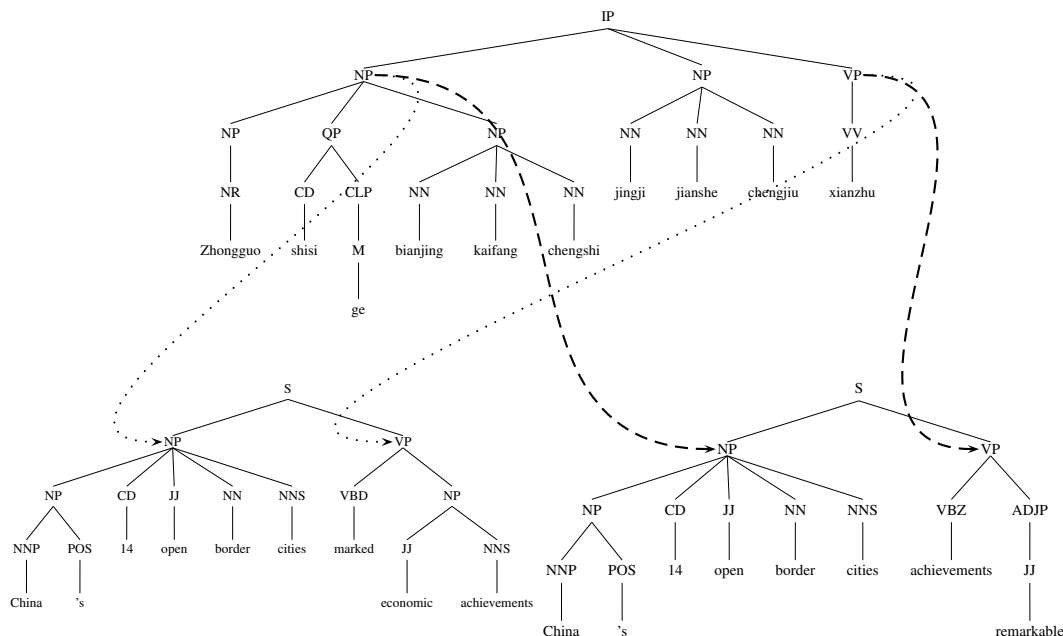 IP
NP NP VP
NP QP NP NN NN NN VV
NR CD CLP NN NN NN jingji jianshe chengjiu xianzhu
Zhongguo shisi M bianjing kaifang chengshi
ge
S S
NP VP NP VP
NP CD JJ NN NNS VBD NP NP CD JJ NN NNS VBZ ADJP
NNP POS 14 open border cities marked JJ NNS NNP POS 14 open border cities achievements JJ
China 's economic achievements China 's remarkable